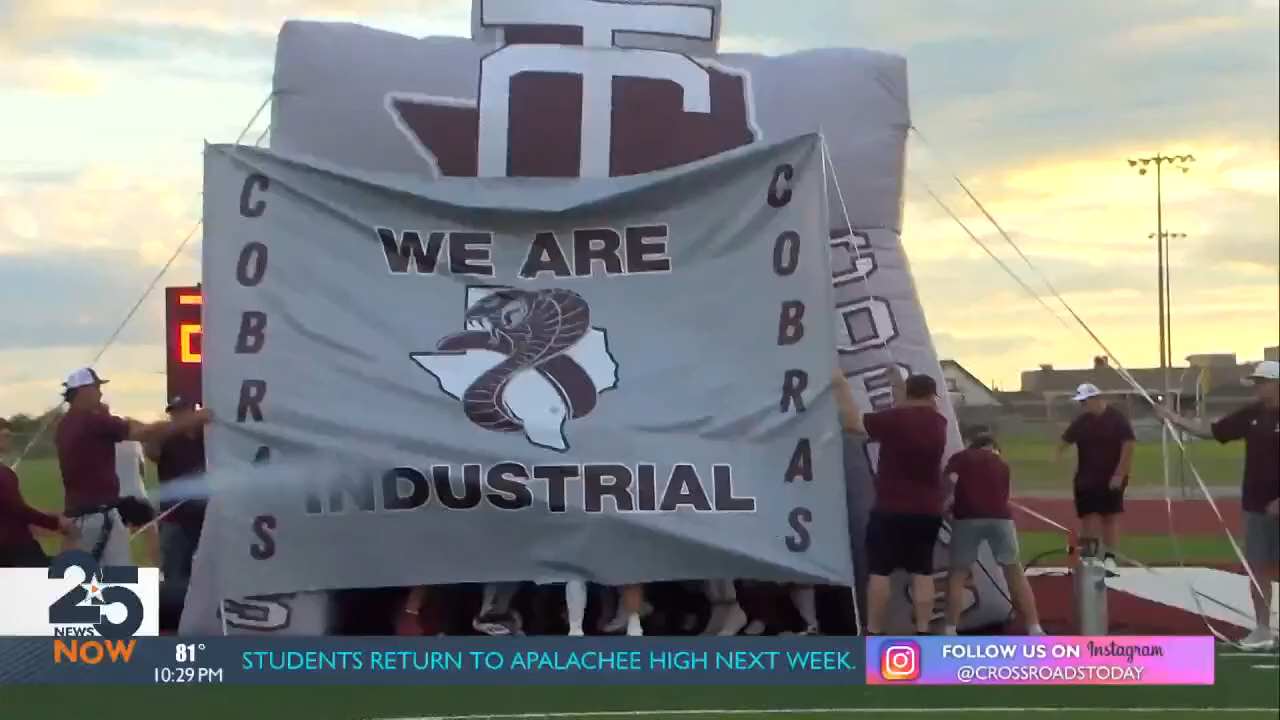 COBRAS
WE ARE
INDUSTRIAL
COBRAS
25
NEWS
NOW
81°
10:29 PM
STUDENTS RETURN TO APALACHEE HIGH NEXT WEEK.
FOLLOW US ON Instagram
@CROSSROADSTODAY